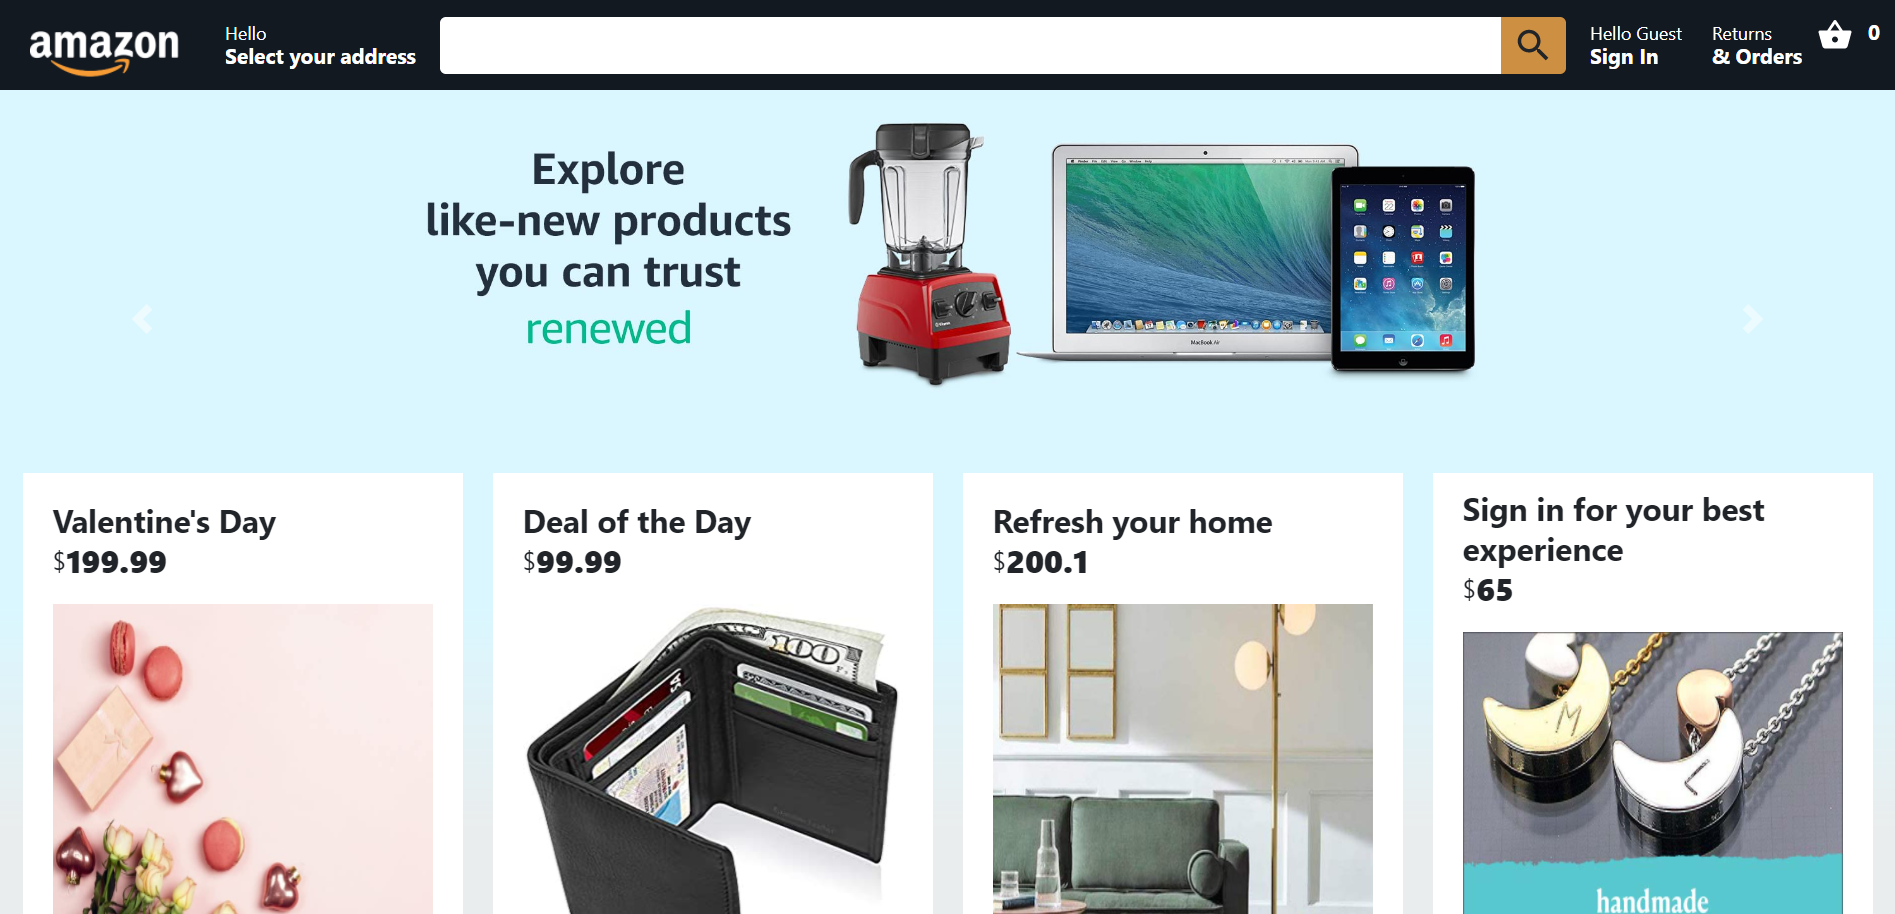 amazon
Hello
Select your address
Hello Guest
Sign In
Returns
& Orders
0
Explore
like-new products
you can trust
renewed
MacBook Air
Valentine's Day
$199.99
Deal of the Day
$99.99
100
Refresh your home
$200.1
Sign in for your best
experience
$65
M
L
handmade